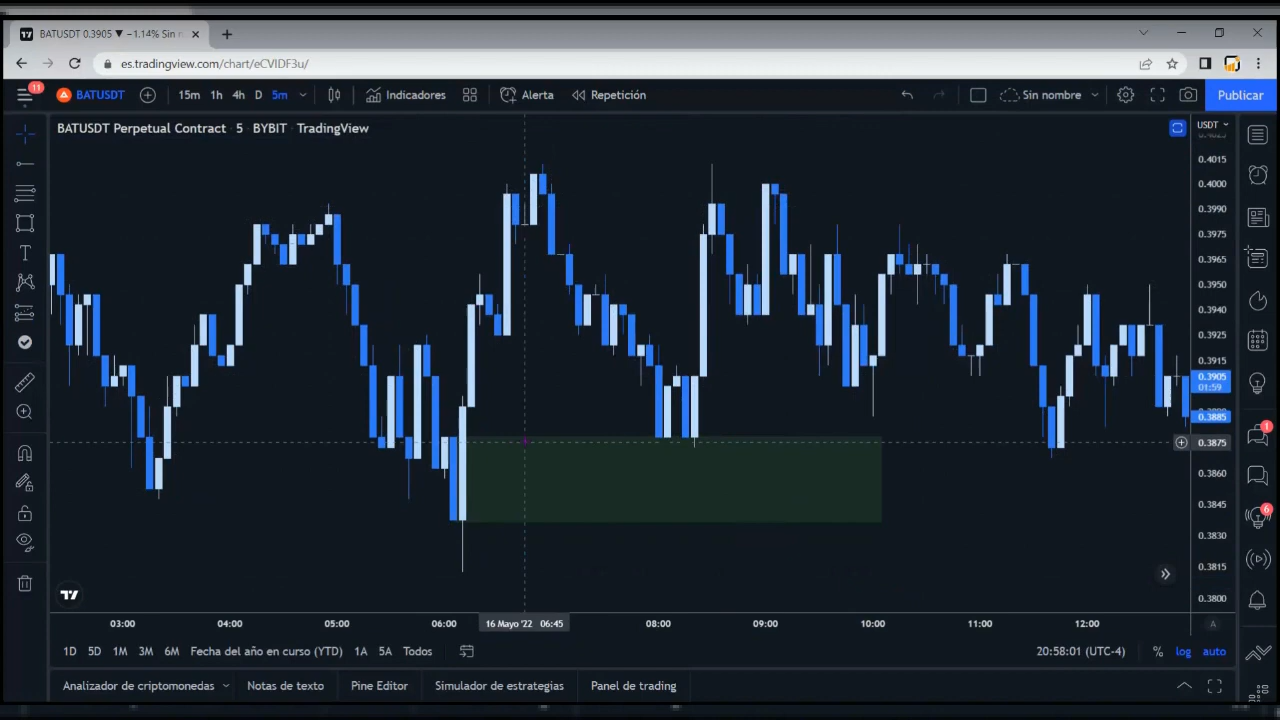 BATUSDT 0.3905 ▼ −1.14% Sin n
es.tradingview.com/chart/eCVIDF3u/
11
BATUSDT 15m 1h 4h D 5m Indicadores Alerta Repetición Sin nombre Publicar
BATUSDT Perpetual Contract · 5 · BYBIT · TradingView
USDT
0.4015
0.4000
0.3990
0.3975
0.3965
0.3950
0.3940
0.3925
0.3915
0.3905
01:59
0.3885
0.3875
0.3860
0.3845
0.3830
0.3815
0.3800
1
6
03:00 04:00 05:00 06:00 16 Mayo '22 06:45 08:00 09:00 10:00 11:00 12:00 A
1D 5D 1M 3M 6M Fecha del año en curso (YTD) 1A 5A Todos 20:58:01 (UTC-4) % log auto
Analizador de criptomonedas Notas de texto Pine Editor Simulador de estrategias Panel de trading